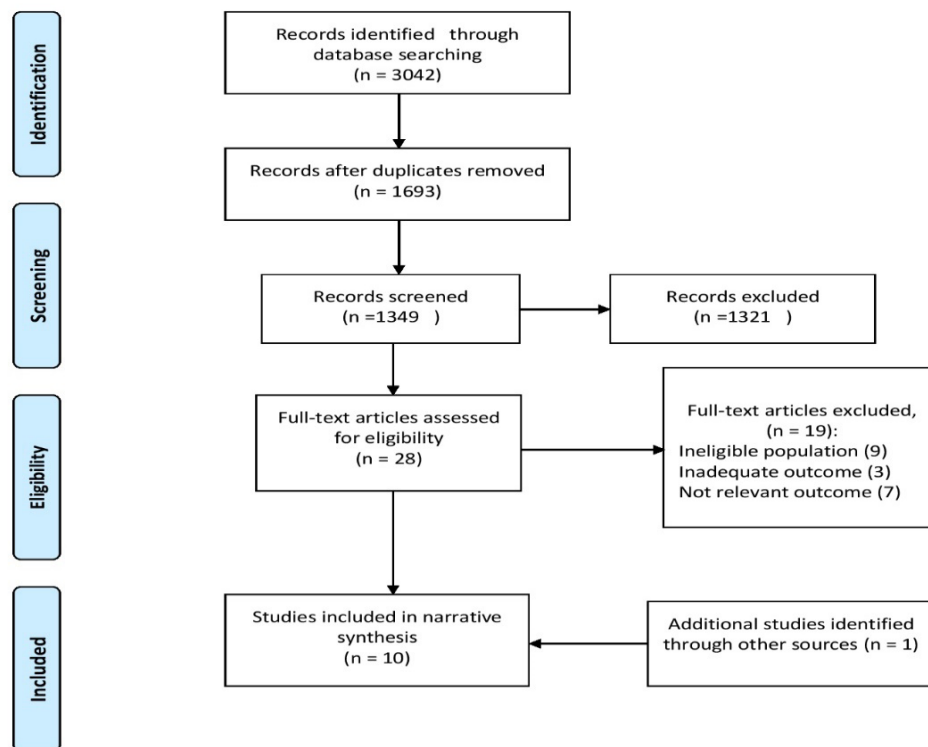 Identification
Records identified through
database searching
(n = 3042)
Records after duplicates removed
(n = 1693)
Screening
Records screened
(n =1349 )
Records excluded
(n =1321 )
Eligibility
Full-text articles assessed
for eligibility
(n = 28)
Full-text articles excluded,
(n = 19):
Ineligible population (9)
Inadequate outcome (3)
Not relevant outcome (7)
Included
Studies included in narrative
synthesis
(n = 10)
Additional studies identified
through other sources (n = 1)